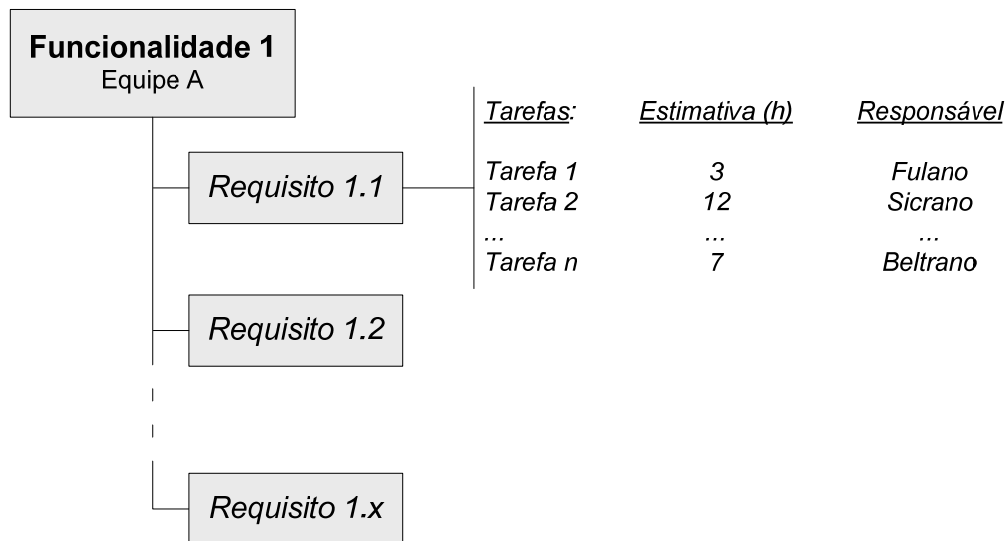 Funcionalidade 1
Equipe A
Tarefas: Estimativa (h) Responsável
Requisito 1.1
Tarefa 1 3 Fulano
Tarefa 2 12 Sicrano
... ... ...
Tarefa n 7 Beltrano
Requisito 1.2
Requisito 1.x